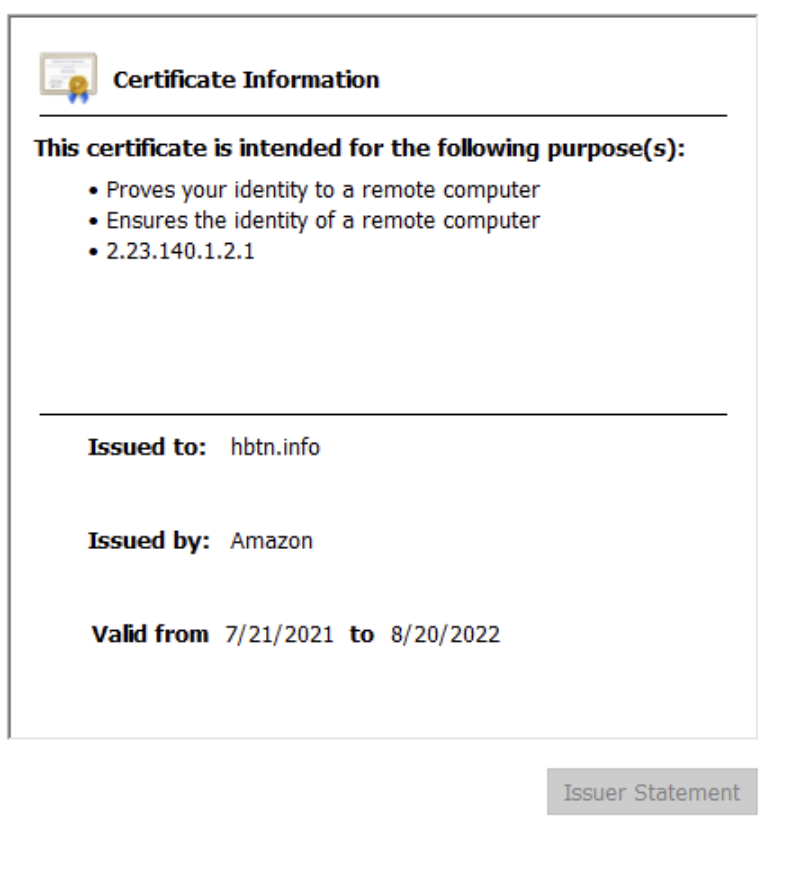 Certificate Information
This certificate is intended for the following purpose(s):
• Proves your identity to a remote computer
• Ensures the identity of a remote computer
• 2.23.140.1.2.1
Issued to: hbtn.info
Issued by: Amazon
Valid from 7/21/2021 to 8/20/2022
Issuer Statement